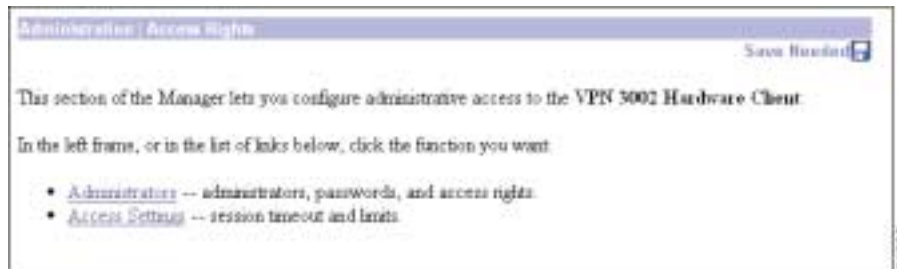 Administration | Access Rights
Save Needed
This section of the Manager lets you configure administrative access to the VPN 3002 Hardware Client.
In the left frame, or in the list of links below, click the function you want:
• Administrators -- administrators, passwords, and access rights.
• Access Settings -- session timeout and limits.